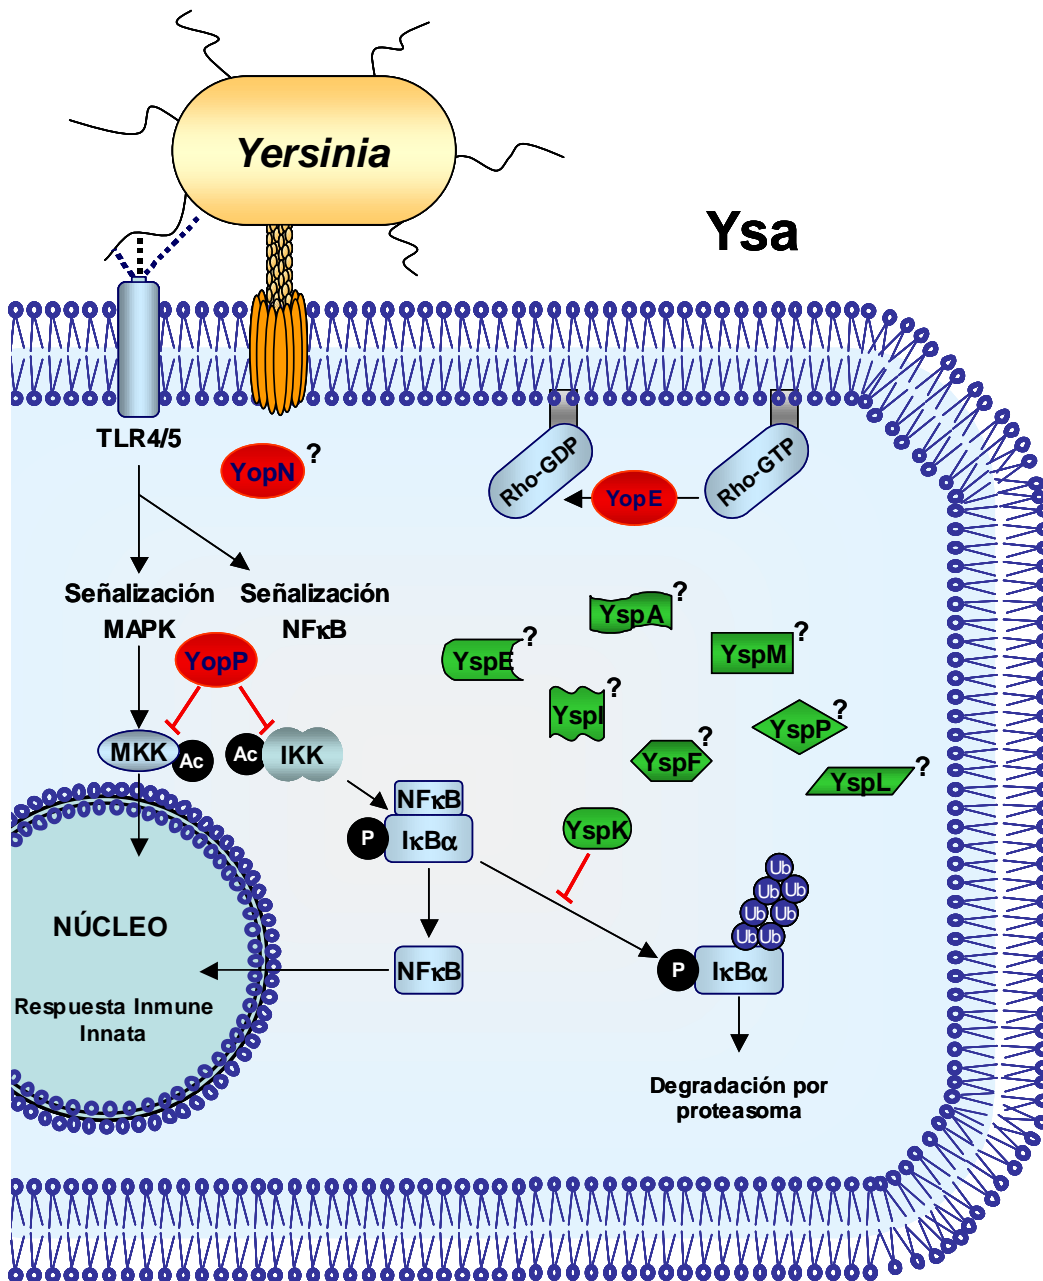 Yersinia
Ysa
TLR4/5
YopN ?
Rho-GDP
YopE
Rho-GTP
Señalización
MAPK
Señalización
NFκB
YopP
YspA ?
YspE ?
YspM ?
YspI ?
YspP ?
YspF ?
YspL ?
MKK
Ac
Ac
IKK
NFκB
P
IκBα
YspK
Ub
Ub
Ub
Ub
Ub
Ub
Ub
NÚCLEO
NFκB
P
IκBα
Respuesta Inmune
Innata
Degradación por
proteasoma